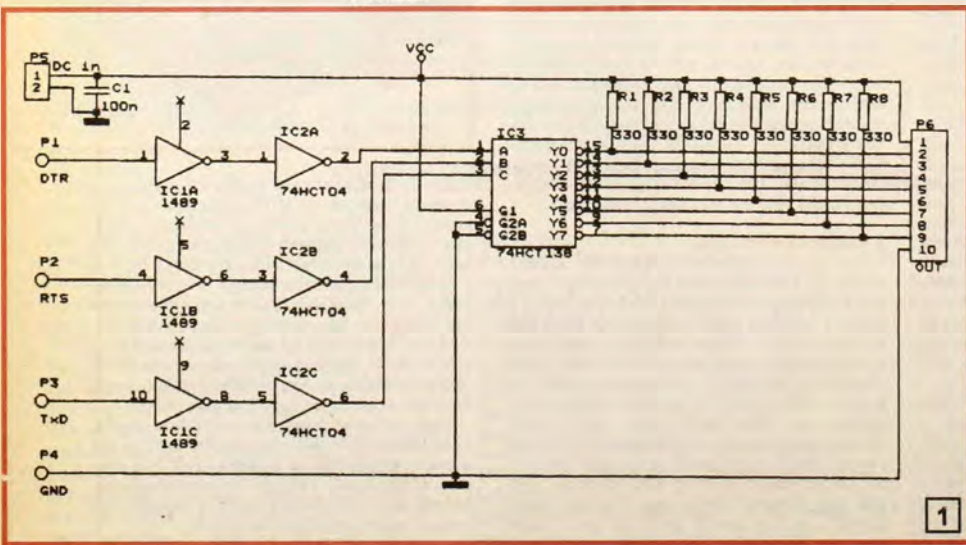 VCC
P5
DC in
1
2
C1
100n
R1 R2 R3 R4 R5 R6 R7 R8
330 330 330 330 330 330 330 330
P6
1
2
3
4
5
6
7
8
9
10
OUT
P1
DTR
1
2
3
IC1A
1489
IC2A
1
2
74HCT04
IC3
1 A Y0 15
2 B Y1 14
3 C Y2 13
Y3 12
Y4 11
6 G1 Y5 10
4 G2A Y6 9
5 G2B Y7 7
74HCT138
P2
RTS
4
5
6
IC1B
1489
IC2B
3
4
74HCT04
P3
TxD
10
9
8
IC1C
1489
IC2C
5
6
74HCT04
P4
GND
1